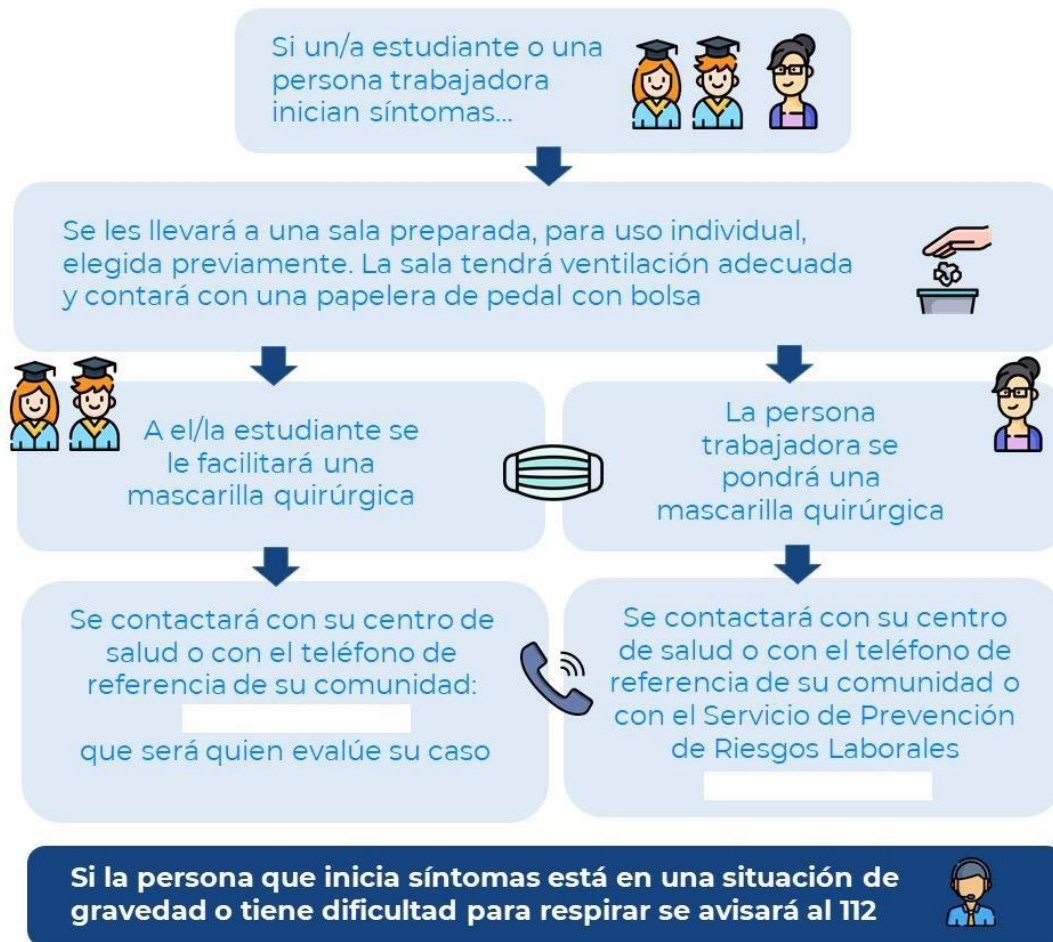 Si un/a estudiante o una
persona trabajadora
inician síntomas...
Se les llevará a una sala preparada, para uso individual,
elegida previamente. La sala tendrá ventilación adecuada
y contará con una papelera de pedal con bolsa
A el/la estudiante se
le facilitará una
mascarilla quirúrgica
La persona
trabajadora se
pondrá una
mascarilla quirúrgica
Se contactará con su centro de
salud o con el teléfono de
referencia de su comunidad:
que será quien evalúe su caso
Se contactará con su centro
de salud o con el teléfono de
referencia de su comunidad o
con el Servicio de Prevención
de Riesgos Laborales
Si la persona que inicia síntomas está en una situación de
gravedad o tiene dificultad para respirar se avisará al 112